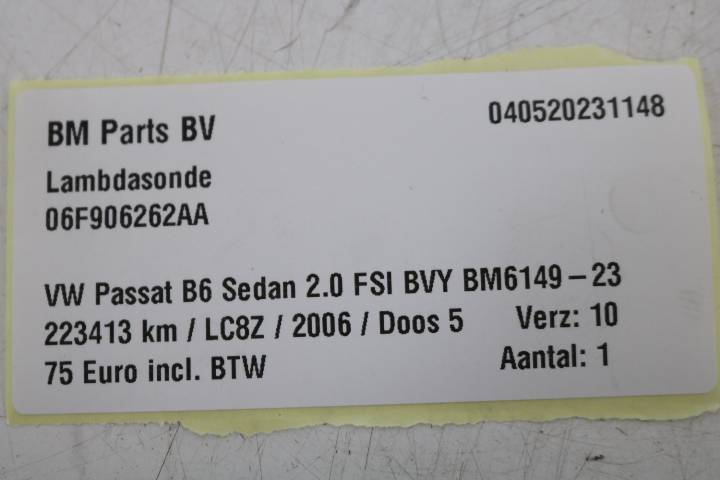 BM Parts BV 040520231148
Lambdasonde
06F906262AA
VW Passat B6 Sedan 2.0 FSI BVY BM6149-23
223413 km / LC8Z / 2006 / Doos 5 Verz: 10
75 Euro incl. BTW Aantal: 1